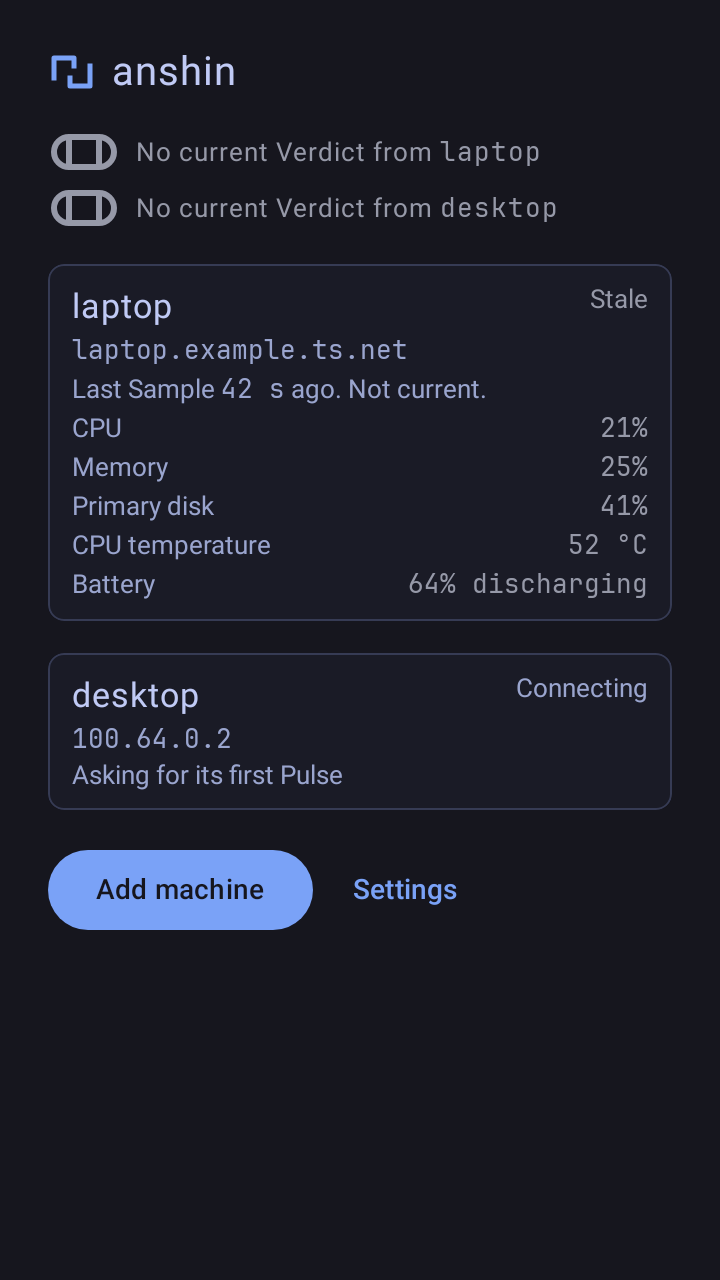 anshin
No current Verdict from laptop
No current Verdict from desktop
laptop
Stale
laptop.example.ts.net
Last Sample 42 s ago. Not current.
CPU 21%
Memory 25%
Primary disk 41%
CPU temperature 52 °C
Battery 64% discharging
desktop
Connecting
100.64.0.2
Asking for its first Pulse
Add machine Settings